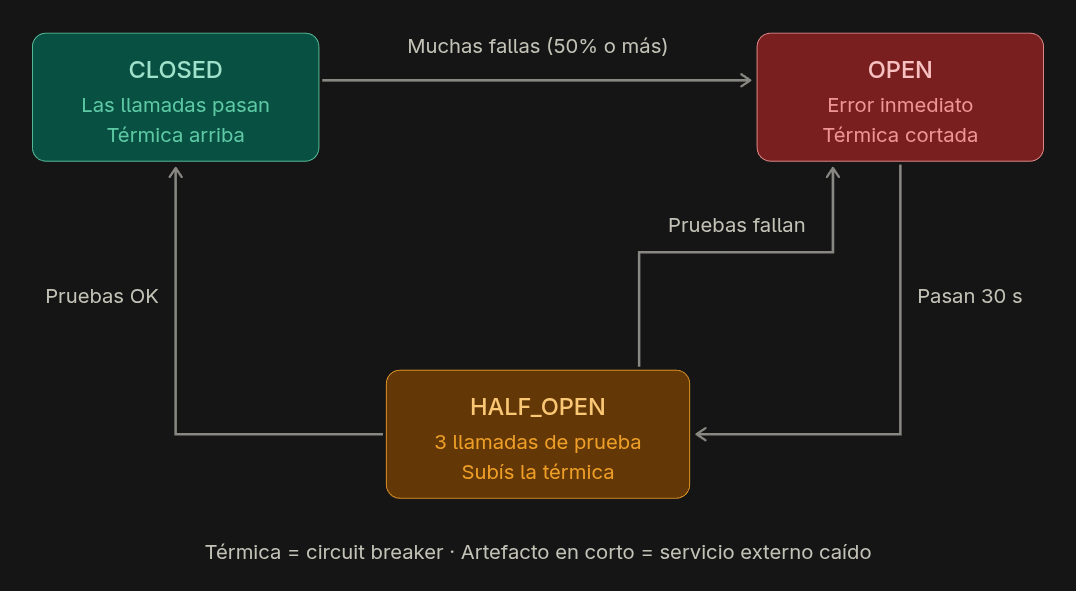 CLOSED
Las llamadas pasan
Térmica arriba
Muchas fallas (50% o más)
OPEN
Error inmediato
Térmica cortada
Pruebas fallan
Pruebas OK
Pasan 30 s
HALF_OPEN
3 llamadas de prueba
Subís la térmica
Térmica = circuit breaker · Artefacto en corto = servicio externo caído